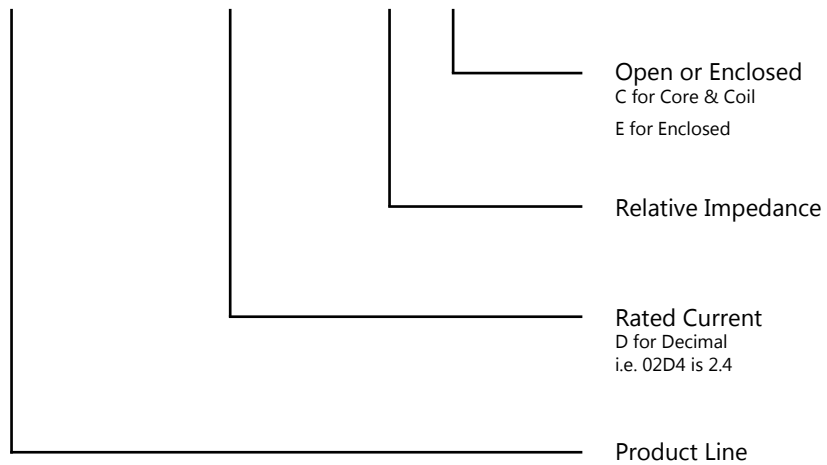 Open or Enclosed
C for Core & Coil
E for Enclosed
Relative Impedance
Rated Current
D for Decimal
i.e. 02D4 is 2.4
Product Line